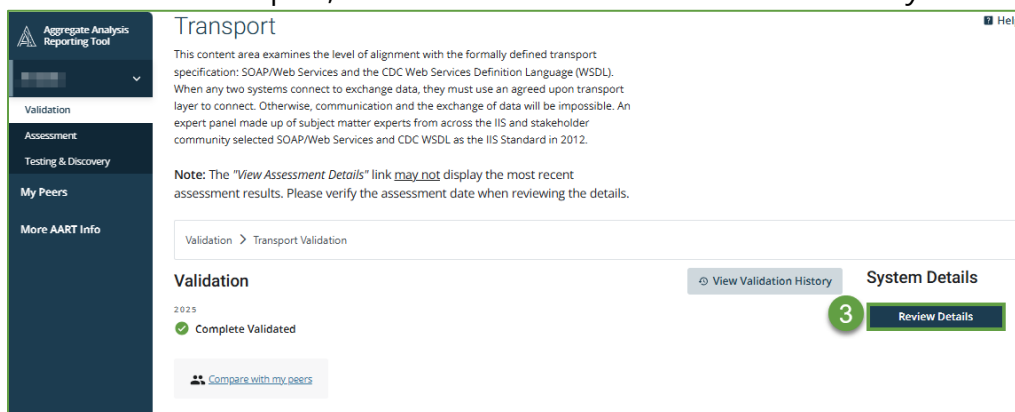 Aggregate Analysis
Reporting Tool
Validation
Assessment
Testing & Discovery
My Peers
More AART Info
Transport
Hel
This content area examines the level of alignment with the formally defined transport
specification: SOAP/Web Services and the CDC Web Services Definition Language (WSDL).
When any two systems connect to exchange data, they must use an agreed upon transport
layer to connect. Otherwise, communication and the exchange of data will be impossible. An
expert panel made up of subject matter experts from across the IIS and stakeholder
community selected SOAP/Web Services and CDC WSDL as the IIS Standard in 2012.
Note: The "View Assessment Details" link may not display the most recent
assessment results. Please verify the assessment date when reviewing the details.
Validation > Transport Validation
Validation
View Validation History
System Details
2025
Complete Validated
3
Review Details
Compare with my peers